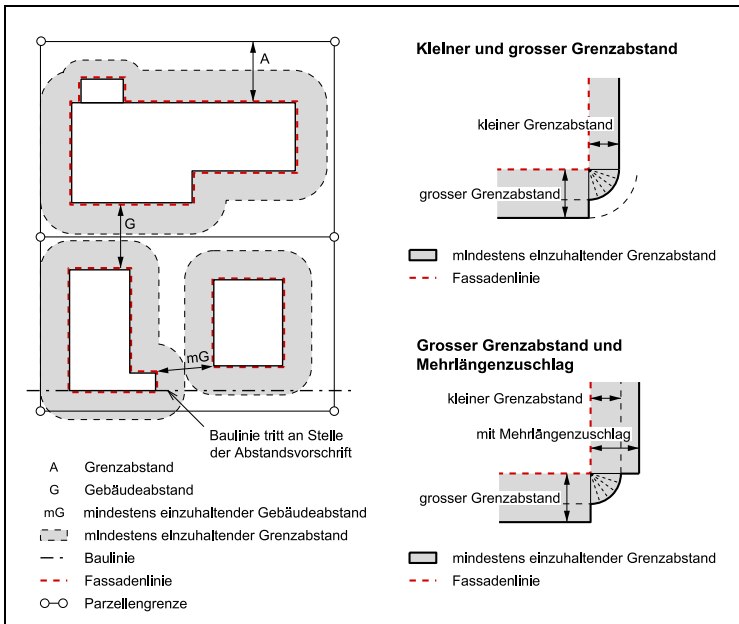 A
G
mG
Baulinie tritt an Stelle
der Abstandsvorschrift
A Grenzabstand
G Gebäudeabstand
mG mindestens einzuhaltender Gebäudeabstand
mindestens einzuhaltender Grenzabstand
Baulinie
Fassadenlinie
Parzellengrenze
Kleiner und grosser Grenzabstand
kleiner Grenzabstand
grosser Grenzabstand
mindestens einzuhaltender Grenzabstand
Fassadenlinie
Grosser Grenzabstand und
Mehrlängenzuschlag
kleiner Grenzabstand
mit Mehrlängenzuschlag
grosser Grenzabstand
mindestens einzuhaltender Grenzabstand
Fassadenlinie